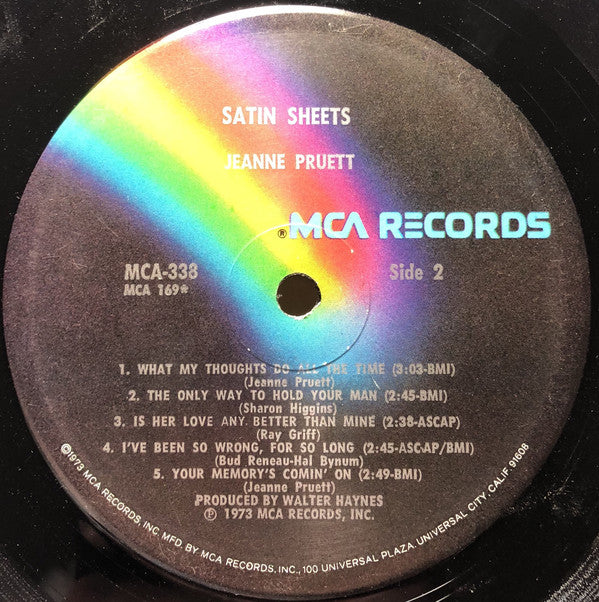 SATIN SHEETS
JEANNE PRUETT
® MCA RECORDS
MCA-338
MCA 169*
Side 2
1. WHAT MY THOUGHTS DO ALL THE TIME (3:03-BMI)
(Jeanne Pruett)
2. THE ONLY WAY TO HOLD YOUR MAN (2:45-BMI)
(Sharon Higgins)
3. IS HER LOVE ANY BETTER THAN MINE (2:38-ASCAP)
(Ray Griff)
4. I'VE BEEN SO WRONG, FOR SO LONG (2:45-ASCAP/BMI)
(Bud Reneau-Hal Bynum)
5. YOUR MEMORY'S COMIN' ON (2:49-BMI)
(Jeanne Pruett)
PRODUCED BY WALTER HAYNES
℗ 1973 MCA RECORDS, INC.
©1973 MCA RECORDS, INC. MFD BY MCA RECORDS, INC., 100 UNIVERSAL PLAZA, UNIVERSAL CITY, CALIF. 91608